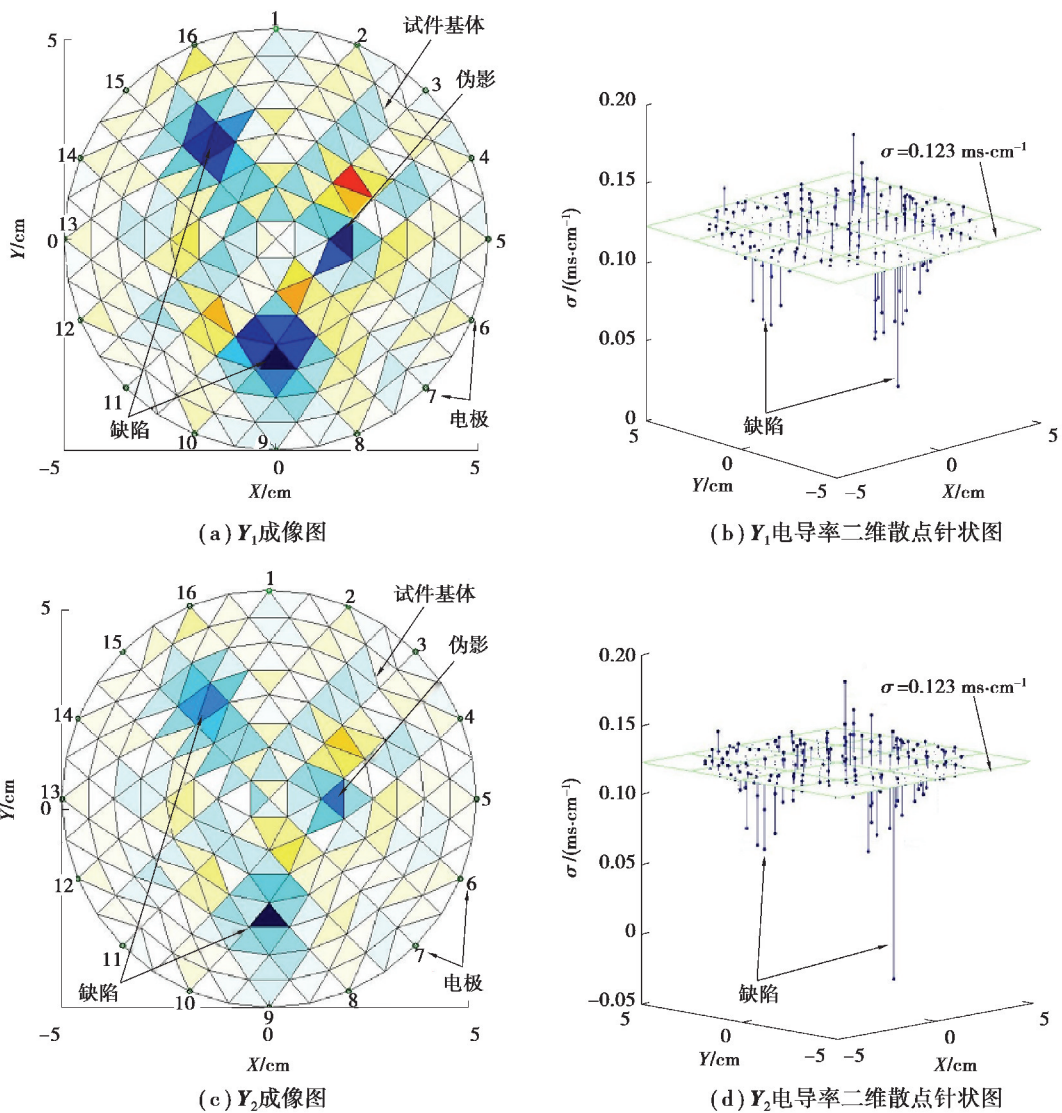 1
16
2
试件基体
5
15
3
伪影
14
4
13
Y/cm
0
5
12
6
11
7
缺陷
电极
10
9
8
-5
0
5
X/cm
(a) Y₁成像图
0.20
σ=0.123 ms·cm⁻¹
0.15
σ/(ms·cm⁻¹)
0.10
0.05
缺陷
0
5
5
0
0
Y/cm
-5
-5
X/cm
(b) Y₁电导率二维散点针状图
1
16
2
试件基体
5
15
3
伪影
14
4
13
Y/cm
0
5
12
6
11
7
缺陷
电极
10
8
9
-5
0
5
X/cm
(c) Y₂成像图
0.20
σ=0.123 ms·cm⁻¹
0.15
0.10
σ/(ms·cm⁻¹)
0.05
0
缺陷
-0.05
5
5
0
0
Y/cm
-5
-5
X/cm
(d) Y₂电导率二维散点针状图